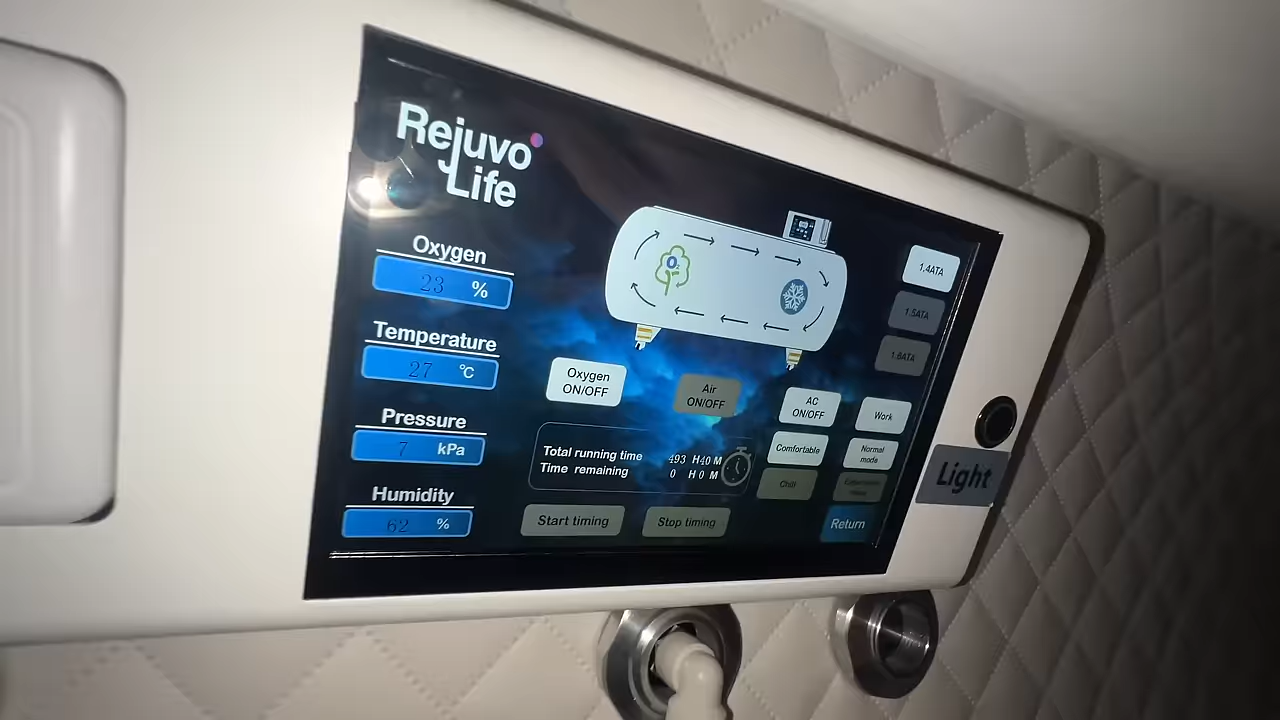 Rejuvo
Life
Oxygen
23 %
Temperature
27 ℃
Pressure
7 kPa
Humidity
62 %
O₂
1.4ATA
1.5ATA
1.6ATA
Oxygen
ON/OFF
Air
ON/OFF
AC
ON/OFF
Work
Comfortable
Normal
mode
Chill
Total running time 493 H 40 M
Time remaining 0 H 0 M
Start timing
Stop timing
Return
Light